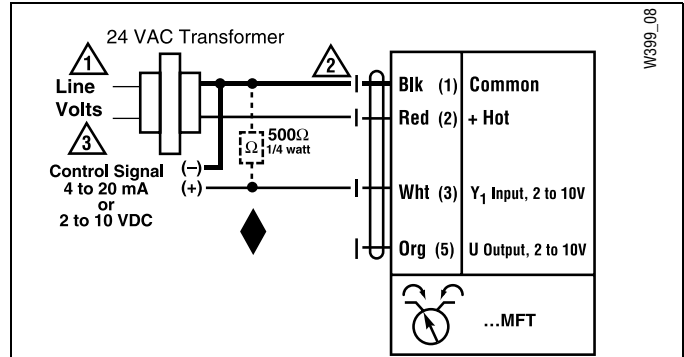 W399_08
24 VAC Transformer
1
Line
Volts
2
3
Control Signal
4 to 20 mA
or
2 to 10 VDC
(–)
(+)
Ω
500Ω
1/4 watt
Blk (1) Common
Red (2) + Hot
Wht (3) Y1 Input, 2 to 10V
Org (5) U Output, 2 to 10V
...MFT